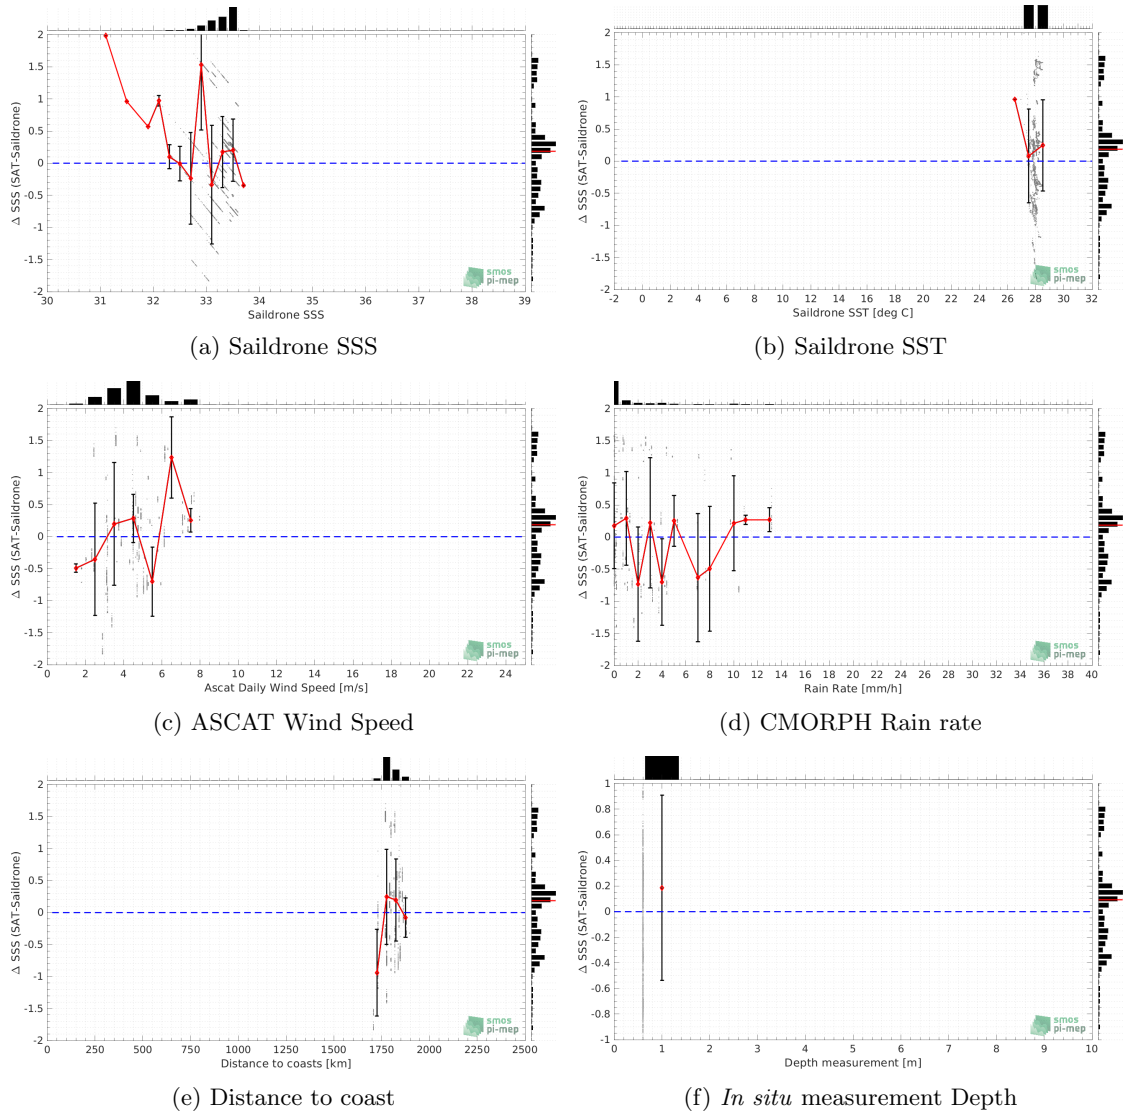 2
1.5
1
0.5
0
-0.5
-1
-1.5
-2
Δ SSS (SAT-Saildrone)
30 31 32 33 34 35 36 37 38 39
Saildrone SSS
smos
pi-mep
(a) Saildrone SSS
2
1.5
1
0.5
0
-0.5
-1
-1.5
-2
Δ SSS (SAT-Saildrone)
-2 0 2 4 6 8 10 12 14 16 18 20 22 24 26 28 30 32
Saildrone SST [deg C]
smos
pi-mep
(b) Saildrone SST
2
1.5
1
0.5
0
-0.5
-1
-1.5
-2
Δ SSS (SAT-Saildrone)
0 2 4 6 8 10 12 14 16 18 20 22 24
Ascat Daily Wind Speed [m/s]
smos
pi-mep
(c) ASCAT Wind Speed
2
1.5
1
0.5
0
-0.5
-1
-1.5
-2
Δ SSS (SAT-Saildrone)
0 2 4 6 8 10 12 14 16 18 20 22 24 26 28 30 32 34 36 38 40
Rain Rate [mm/h]
smos
pi-mep
(d) CMORPH Rain rate
2
1.5
1
0.5
0
-0.5
-1
-1.5
-2
Δ SSS (SAT-Saildrone)
0 250 500 750 1000 1250 1500 1750 2000 2250 2500
Distance to coasts [km]
smos
pi-mep
(e) Distance to coast
1
0.8
0.6
0.4
0.2
0
-0.2
-0.4
-0.6
-0.8
-1
Δ SSS (SAT-Saildrone)
0 1 2 3 4 5 6 7 8 9 10
Depth measurement [m]
smos
pi-mep
(f) In situ measurement Depth